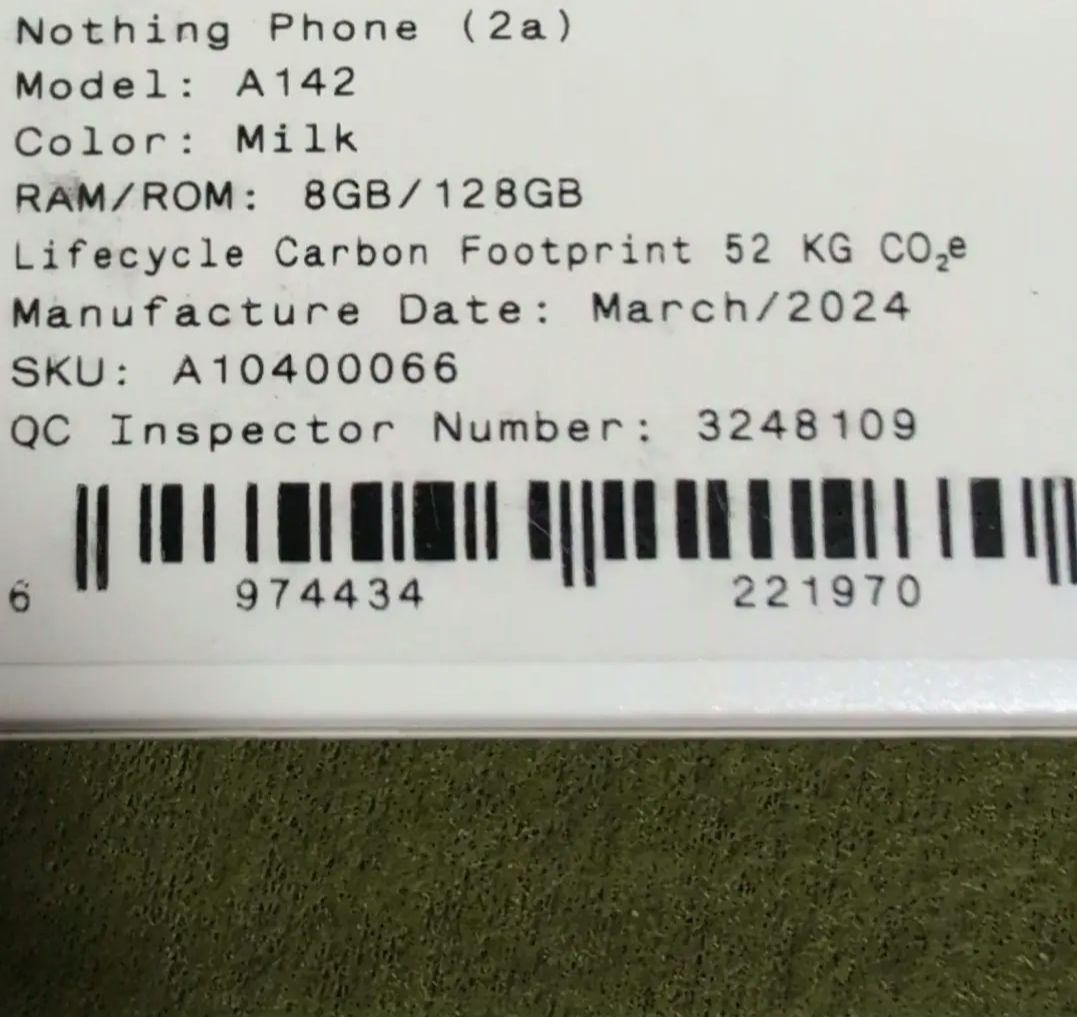 Nothing Phone (2a)
Model: A142
Color: Milk
RAM/ROM: 8GB/128GB
Lifecycle Carbon Footprint 52 KG CO₂e
Manufacture Date: March/2024
SKU: A10400066
QC Inspector Number: 3248109
6 974434 221970